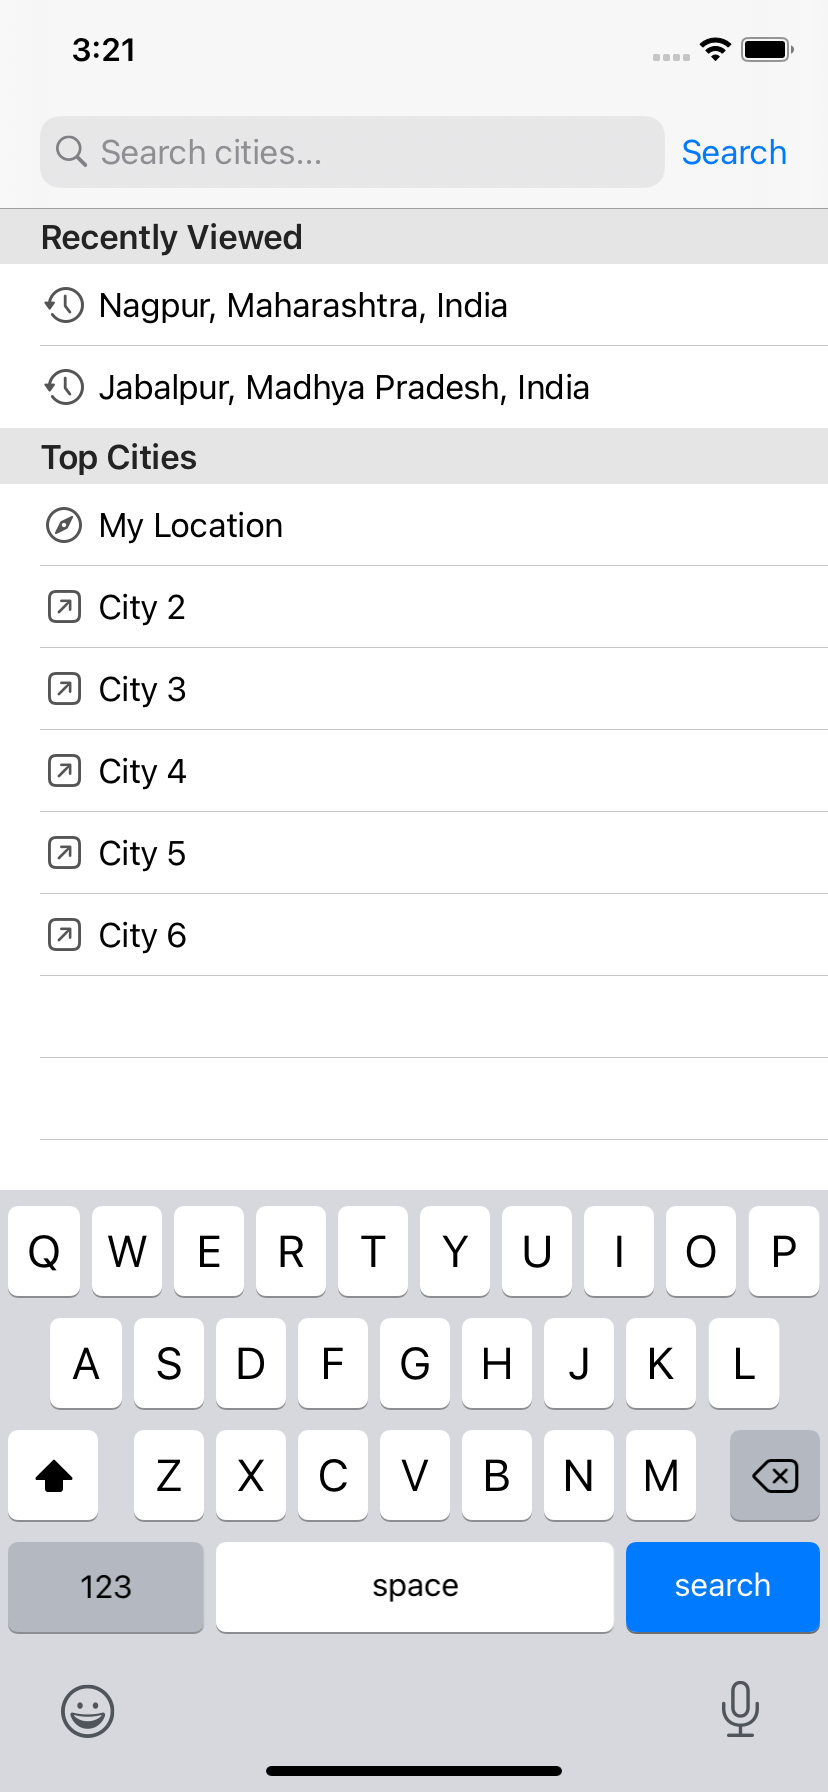 3:21
Search cities...
Search
Recently Viewed
Nagpur, Maharashtra, India
Jabalpur, Madhya Pradesh, India
Top Cities
My Location
City 2
City 3
City 4
City 5
City 6
Q W E R T Y U I O P
A S D F G H J K L
Z X C V B N M
123 space search